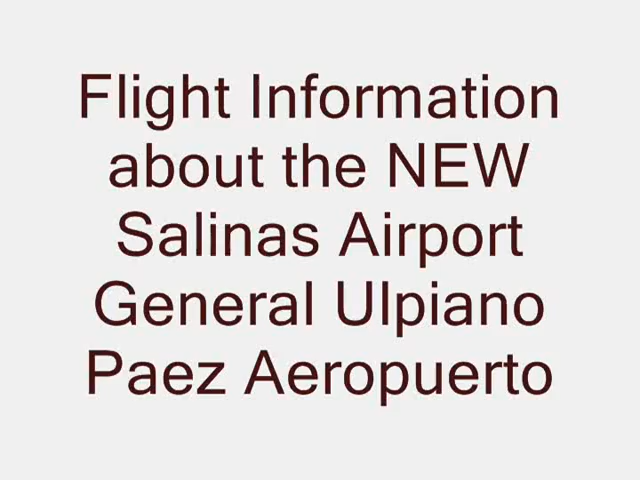 Flight Information
about the NEW
Salinas Airport
General Ulpiano
Paez Aeropuerto